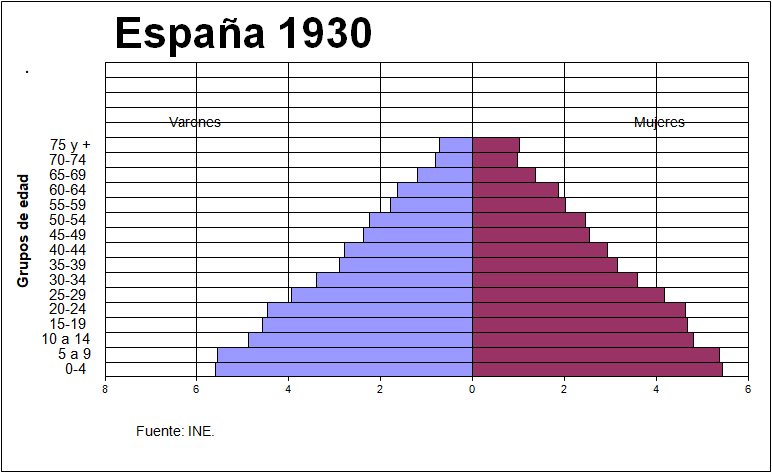 España 1930
.
Varones Mujeres
Grupos de edad
75 y +
70-74
65-69
60-64
55-59
50-54
45-49
40-44
35-39
30-34
25-29
20-24
15-19
10 a 14
5 a 9
0-4
8 6 4 2 0 2 4 6
Fuente: INE.